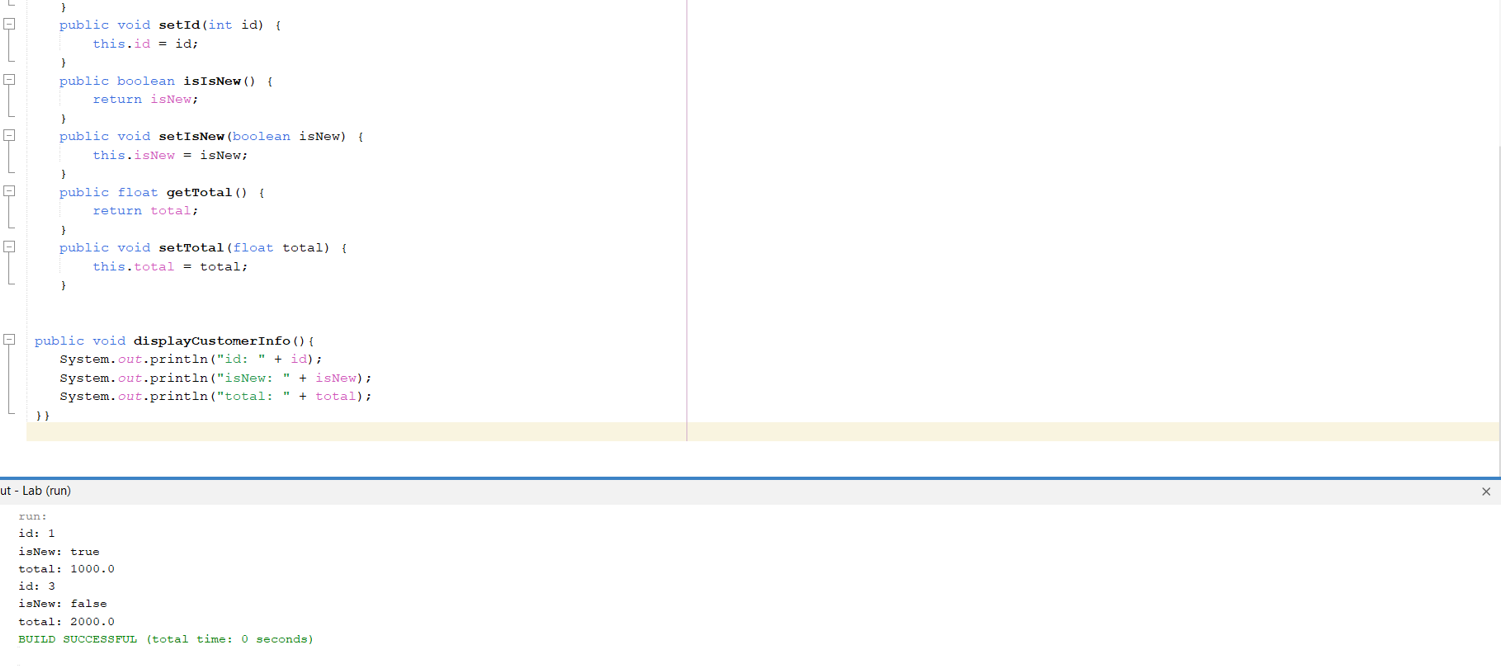 }
public void setId(int id) {
this.id = id;
}
public boolean isIsNew() {
return isNew;
}
public void setIsNew(boolean isNew) {
this.isNew = isNew;
}
public float getTotal() {
return total;
}
public void setTotal(float total) {
this.total = total;
}
public void displayCustomerInfo(){
System.out.println("id: " + id);
System.out.println("isNew: " + isNew);
System.out.println("total: " + total);
}}
ut - Lab (run)
run:
id: 1
isNew: true
total: 1000.0
id: 3
isNew: false
total: 2000.0
BUILD SUCCESSFUL (total time: 0 seconds)